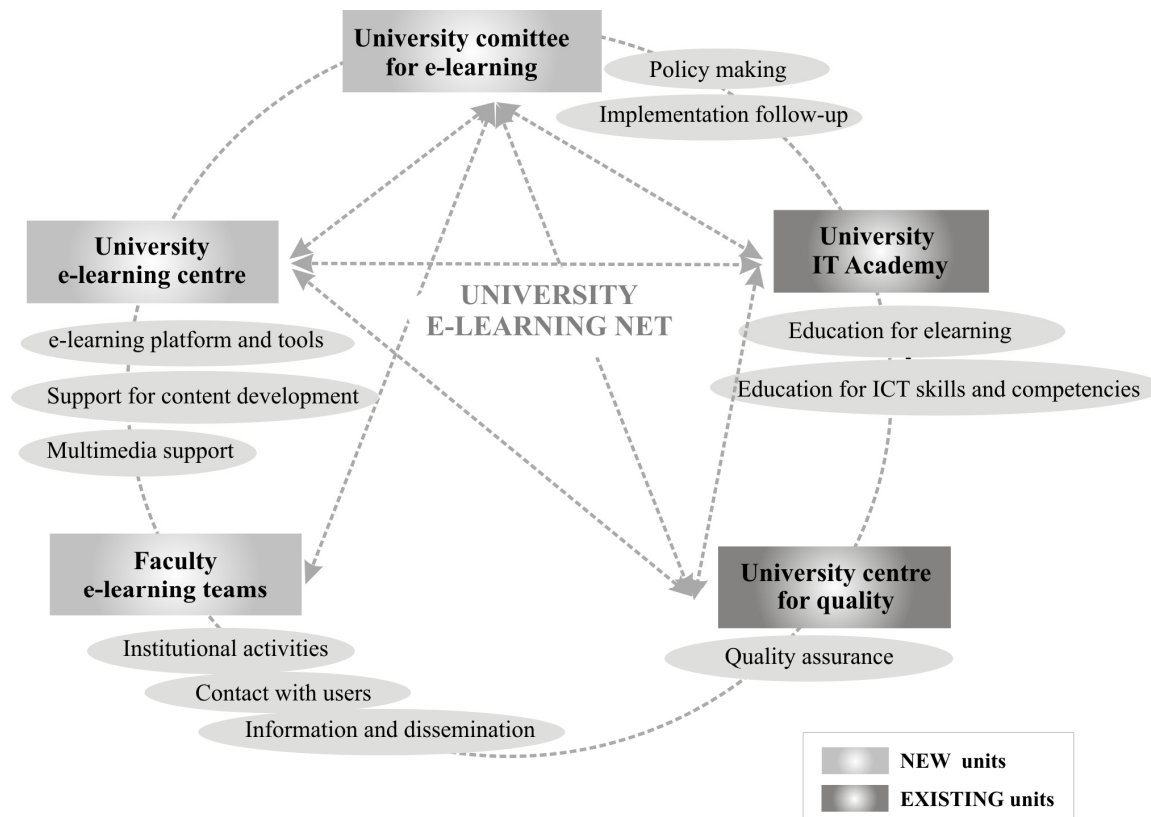 University comittee
for e-learning
Policy making
Implementation follow-up
University
e-learning centre
University
IT Academy
UNIVERSITY
E-LEARNING NET
e-learning platform and tools
Support for content development
Multimedia support
Education for elearning
Education for ICT skills and competencies
Faculty
e-learning teams
University centre
for quality
Institutional activities
Contact with users
Information and dissemination
Quality assurance
NEW units
EXISTING units